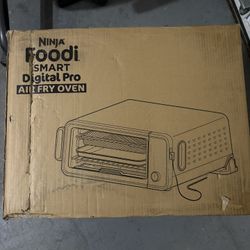 NINJA
Foodi
SMART
Digital Pro
AIR FRY OVEN